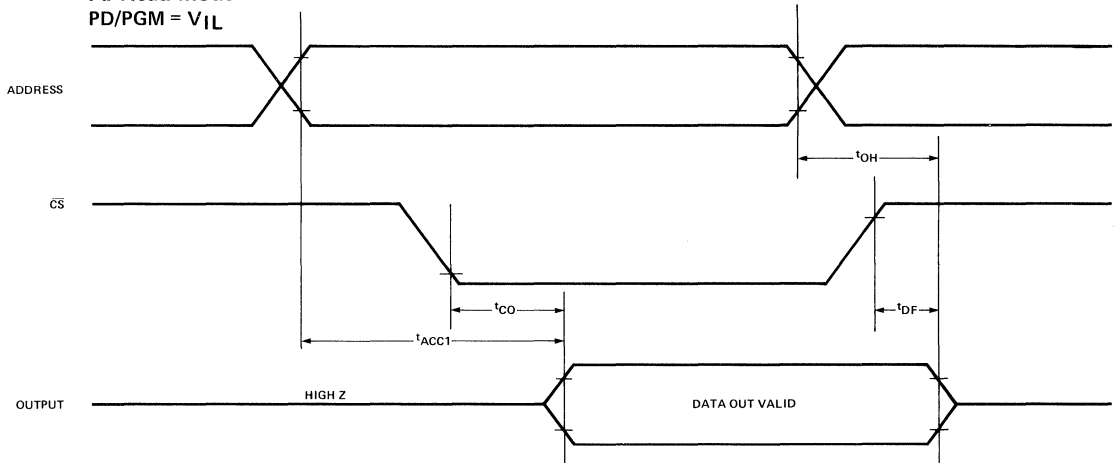 PD/PGM = VIL
ADDRESS
tOH
CS
tCO
tDF
tACC1
OUTPUT
HIGH Z
DATA OUT VALID